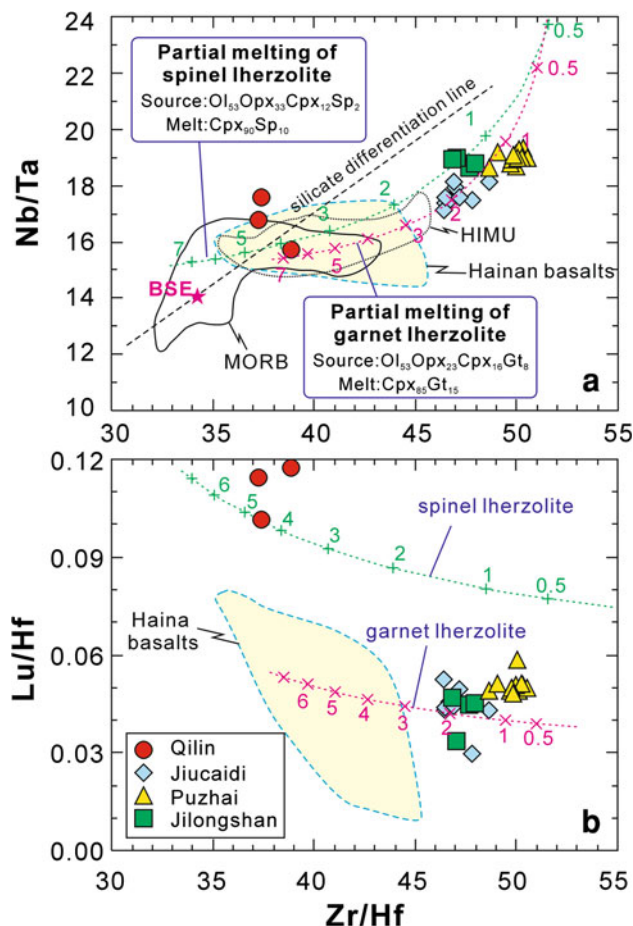 24
22
20
18
16
14
12
10
Nb/Ta
Partial melting of
spinel lherzolite
Source:Ol53Opx33Cpx12Sp2
Melt:Cpx90Sp10
silicate differentiation line
0.5
0.5
1
1
2
2
3
3
5
5
7
7
HIMU
Hainan basalts
BSE
MORB
Partial melting of
garnet lherzolite
Source:Ol53Opx23Cpx16Gt8
Melt:Cpx85Gt15
a
30 35 40 45 50 55
0.12
0.09
0.06
0.03
0.00
Lu/Hf
6
5
4
3
2
1
0.5
spinel lherzolite
Haina
basalts
garnet lherzolite
6
5
4
3
2
1
0.5
Qilin
Jiucaidi
Puzhai
Jilongshan
b
30 35 40 45 50 55
Zr/Hf